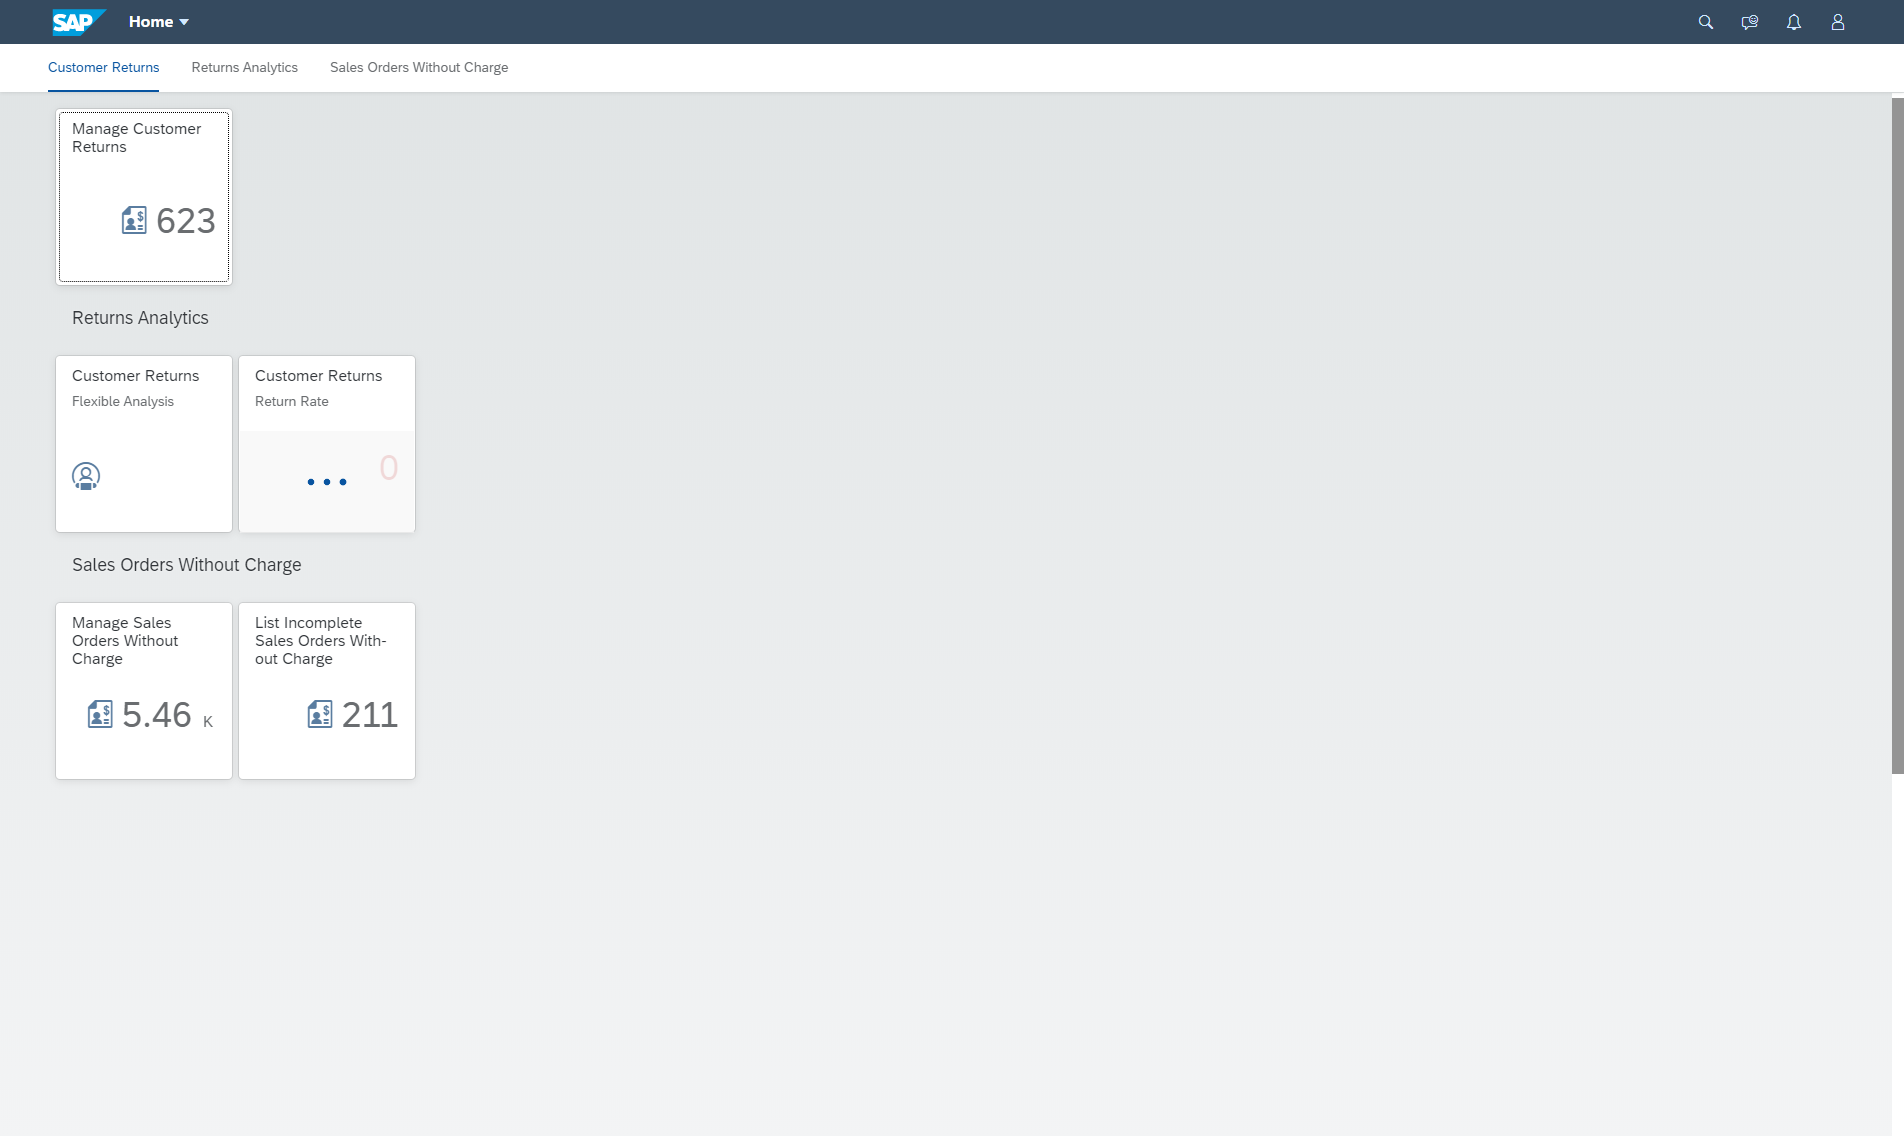 SAP Home
Customer Returns Returns Analytics Sales Orders Without Charge
Manage Customer
Returns
623
Returns Analytics
Customer Returns
Flexible Analysis
Customer Returns
Return Rate
0
Sales Orders Without Charge
Manage Sales
Orders Without
Charge
5.46 K
List Incomplete
Sales Orders With-
out Charge
211